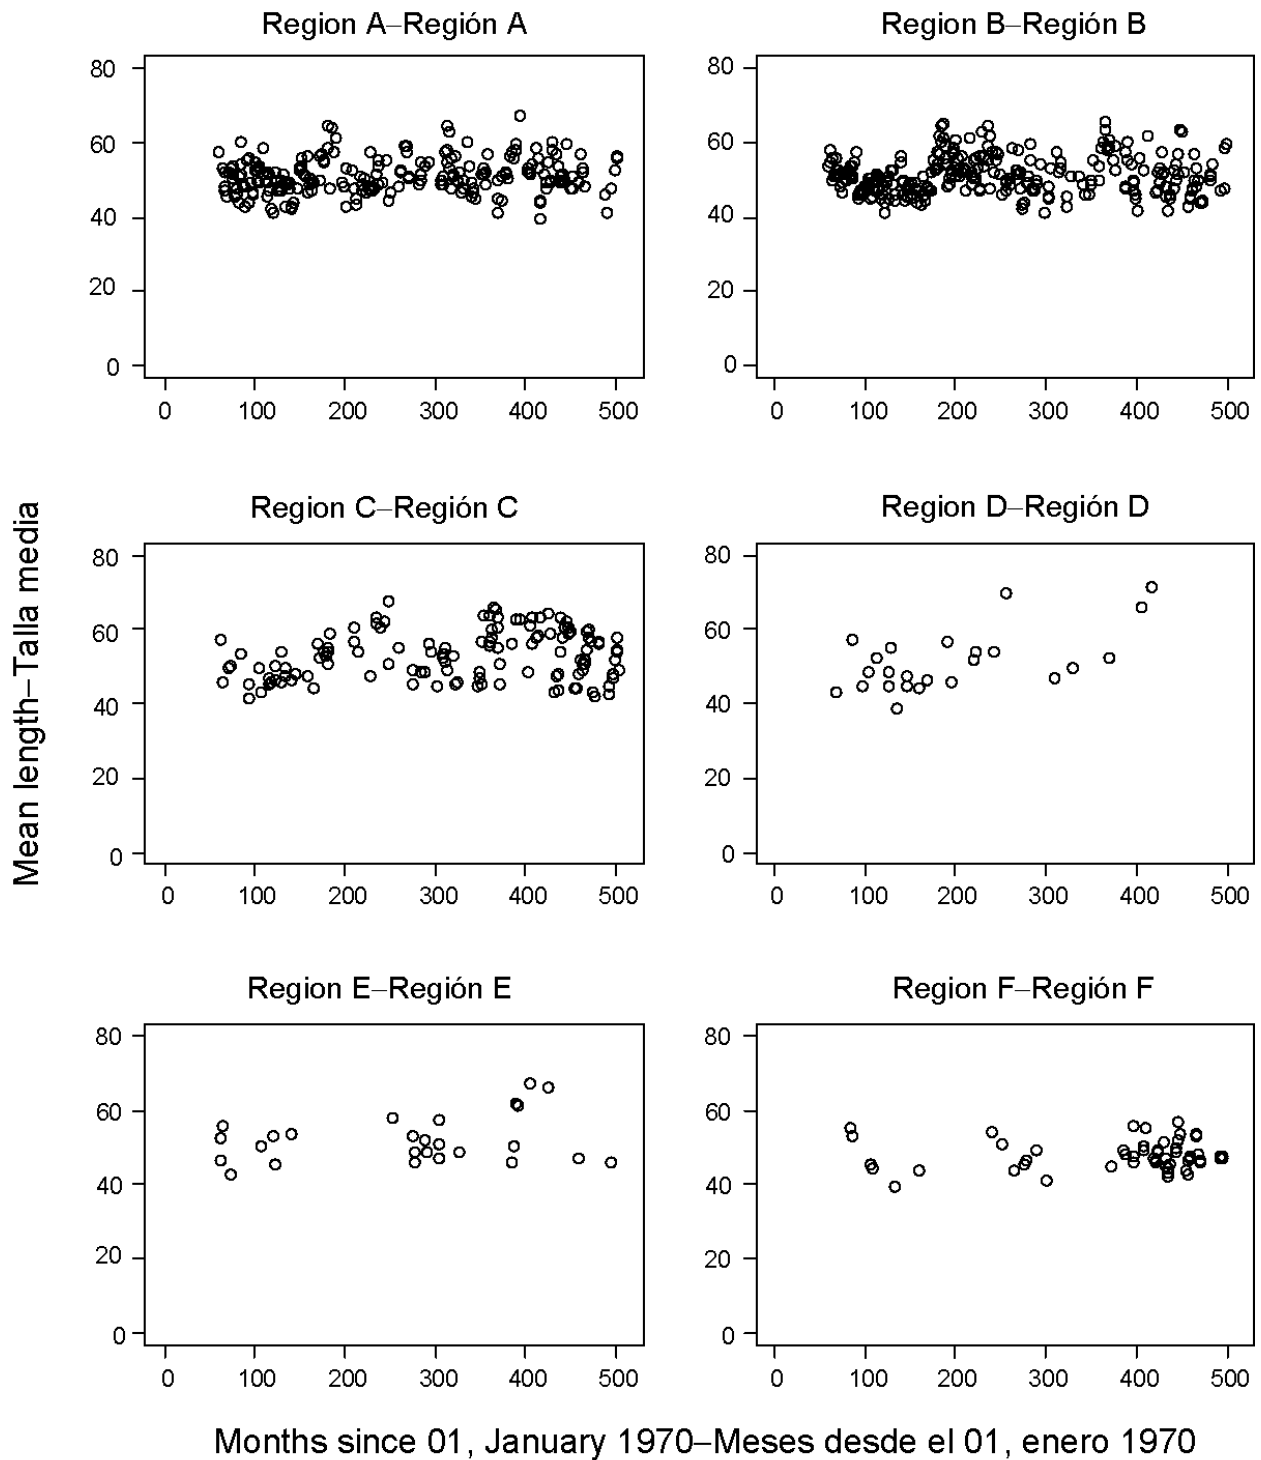 Region A–Región A
Region B–Región B
80
60
40
20
0
0 100 200 300 400 500
80
60
40
20
0
0 100 200 300 400 500
Region C–Región C
Region D–Región D
80
60
40
20
0
0 100 200 300 400 500
80
60
40
20
0
0 100 200 300 400 500
Region E–Región E
Region F–Región F
80
60
40
20
0
0 100 200 300 400 500
80
60
40
20
0
0 100 200 300 400 500
Mean length–Talla media
Months since 01, January 1970–Meses desde el 01, enero 1970